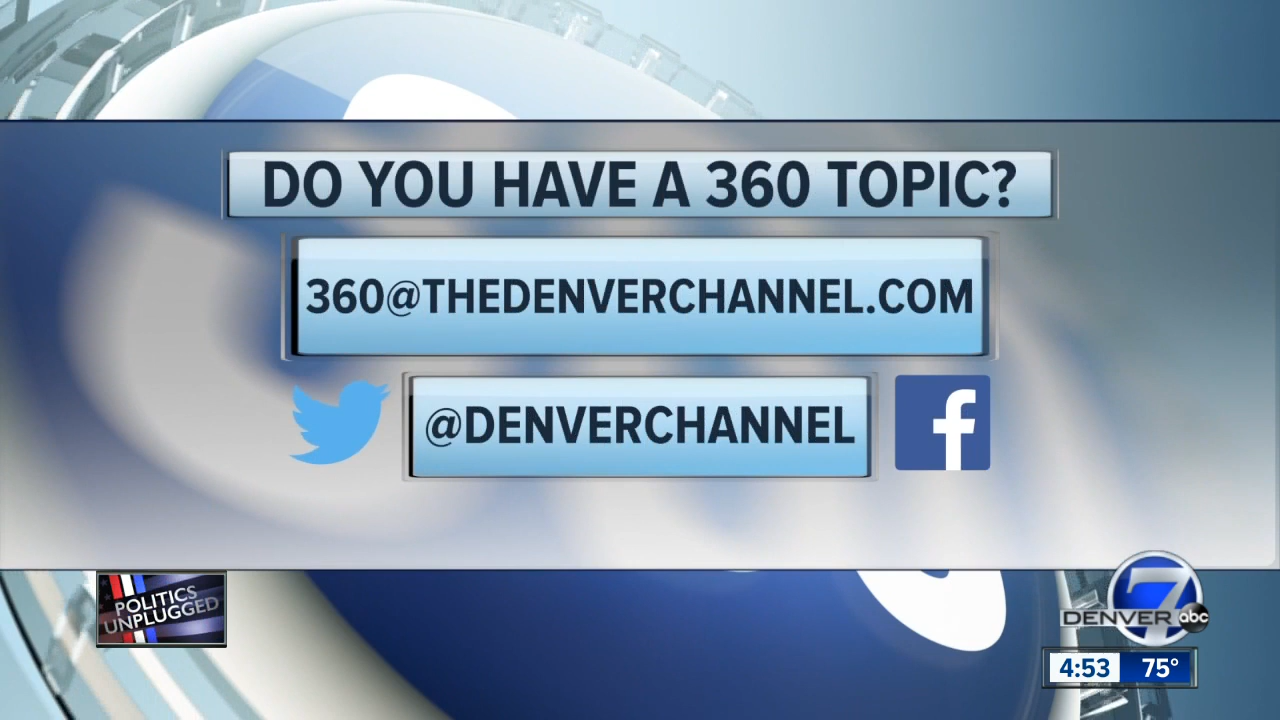 DO YOU HAVE A 360 TOPIC?
360@THEDENVERCHANNEL.COM
@DENVERCHANNEL
POLITICS
UNPLUGGED
7
DENVER abc
4:53 75°